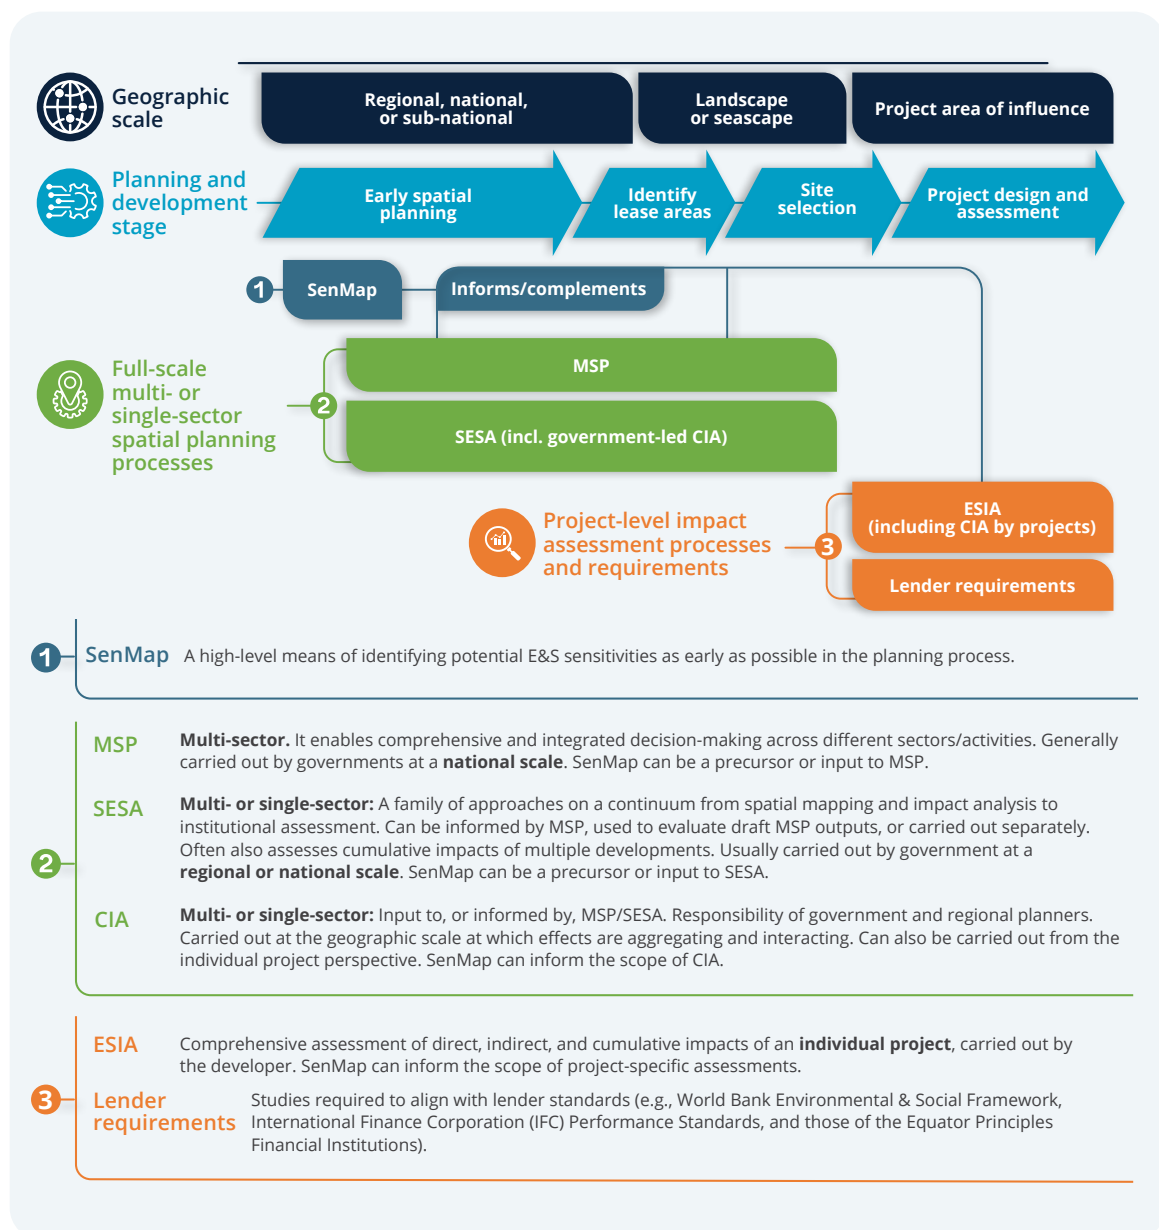 Geographic
scale
Regional, national,
or sub-national
Landscape
or seascape
Project area of influence
Planning and
development
stage
Early spatial
planning
Identify
lease areas
Site
selection
Project design and
assessment
1
SenMap
Informs/complements
Full-scale
multi- or
single-sector
spatial planning
processes
2
MSP
SESA (incl. government-led CIA)
Project-level impact
assessment processes
and requirements
3
ESIA
(including CIA by projects)
Lender requirements
1
SenMap A high-level means of identifying potential E&S sensitivities as early as possible in the planning process.
2
MSP
Multi-sector. It enables comprehensive and integrated decision-making across different sectors/activities. Generally
carried out by governments at a national scale. SenMap can be a precursor or input to MSP.
SESA
Multi- or single-sector: A family of approaches on a continuum from spatial mapping and impact analysis to
institutional assessment. Can be informed by MSP, used to evaluate draft MSP outputs, or carried out separately.
Often also assesses cumulative impacts of multiple developments. Usually carried out by government at a
regional or national scale. SenMap can be a precursor or input to SESA.
CIA
Multi- or single-sector: Input to, or informed by, MSP/SESA. Responsibility of government and regional planners.
Carried out at the geographic scale at which effects are aggregating and interacting. Can also be carried out from the
individual project perspective. SenMap can inform the scope of CIA.
3
ESIA
Comprehensive assessment of direct, indirect, and cumulative impacts of an individual project, carried out by
the developer. SenMap can inform the scope of project-specific assessments.
Lender
requirements
Studies required to align with lender standards (e.g., World Bank Environmental & Social Framework,
International Finance Corporation (IFC) Performance Standards, and those of the Equator Principles
Financial Institutions).